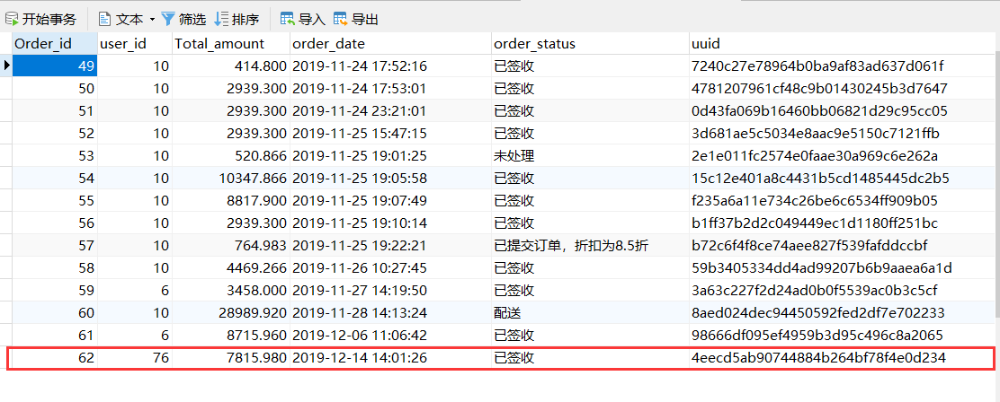 开始事务 文本 筛选 排序 导入 导出
Order_id user_id Total_amount order_date order_status uuid
49 10 414.800 2019-11-24 17:52:16 已签收 7240c27e78964b0ba9af83ad637d061f
50 10 2939.300 2019-11-24 17:53:01 已签收 4781207961cf48c9b01430245b3d7647
51 10 2939.300 2019-11-24 23:21:01 已签收 0d43fa069b16460bb06821d29c95cc05
52 10 2939.300 2019-11-25 15:47:15 已签收 3d681ae5c5034e8aac9e5150c7121ffb
53 10 520.866 2019-11-25 19:01:25 未处理 2e1e011fc2574e0faae30a969c6e262a
54 10 10347.866 2019-11-25 19:05:58 已签收 15c12e401a8c4431b5cd1485445dc2b5
55 10 8817.900 2019-11-25 19:07:49 已签收 f235a6a11e734c26be6c6534ff909b05
56 10 2939.300 2019-11-25 19:10:14 已签收 b1ff37b2d2c049449ec1d1180ff251bc
57 10 764.983 2019-11-25 19:22:21 已提交订单，折扣为8.5折 b72c6f4f8ce74aee827f539fafddccbf
58 10 4469.266 2019-11-26 10:27:45 已签收 59b3405334dd4ad99207b6b9aaea6a1d
59 6 3458.000 2019-11-27 14:19:50 已签收 3a63c227f2d24ad0b0f5539ac0b3c5cf
60 10 28989.920 2019-11-28 14:13:24 配送 8aed024dec94450592fed2df7e702233
61 6 8715.960 2019-12-06 11:06:42 已签收 98666df095ef4959b3d95c496c8a2065
62 76 7815.980 2019-12-14 14:01:26 已签收 4eecd5ab90744884b264bf78f4e0d234